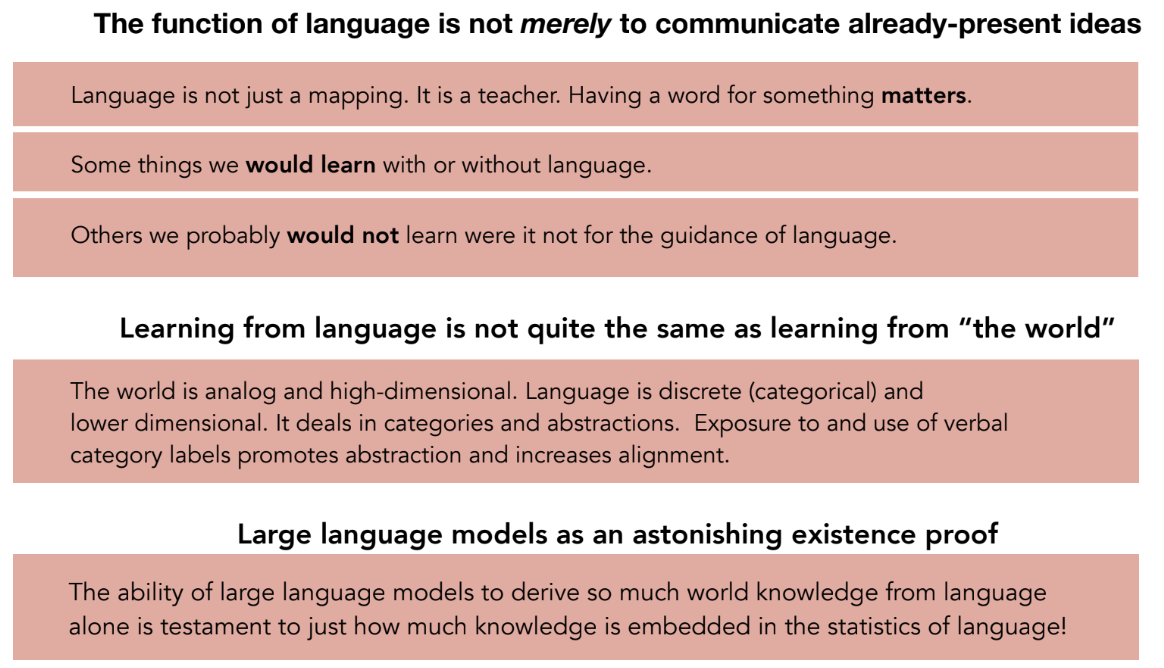 The function of language is not merely to communicate already-present ideas
Language is not just a mapping. It is a teacher. Having a word for something matters.
Some things we would learn with or without language.
Others we probably would not learn were it not for the guidance of language.
Learning from language is not quite the same as learning from “the world”
The world is analog and high-dimensional. Language is discrete (categorical) and
lower dimensional. It deals in categories and abstractions.  Exposure to and use of verbal
category labels promotes abstraction and increases alignment.
Large language models as an astonishing existence proof
The ability of large language models to derive so much world knowledge from language
alone is testament to just how much knowledge is embedded in the statistics of language!